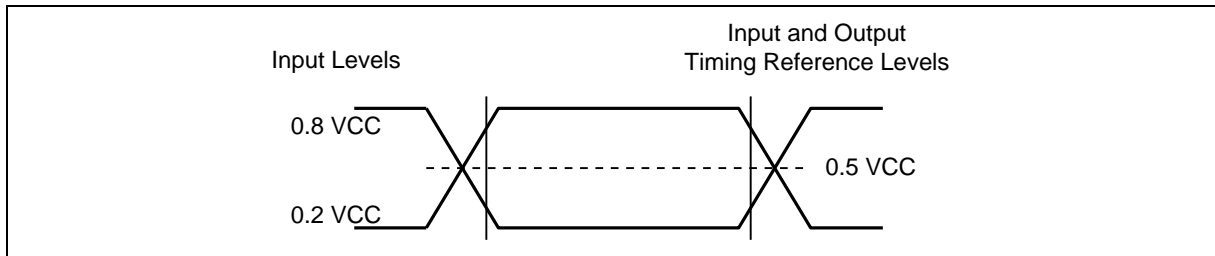 Input Levels
Input and Output
Timing Reference Levels
0.8 VCC
0.5 VCC
0.2 VCC